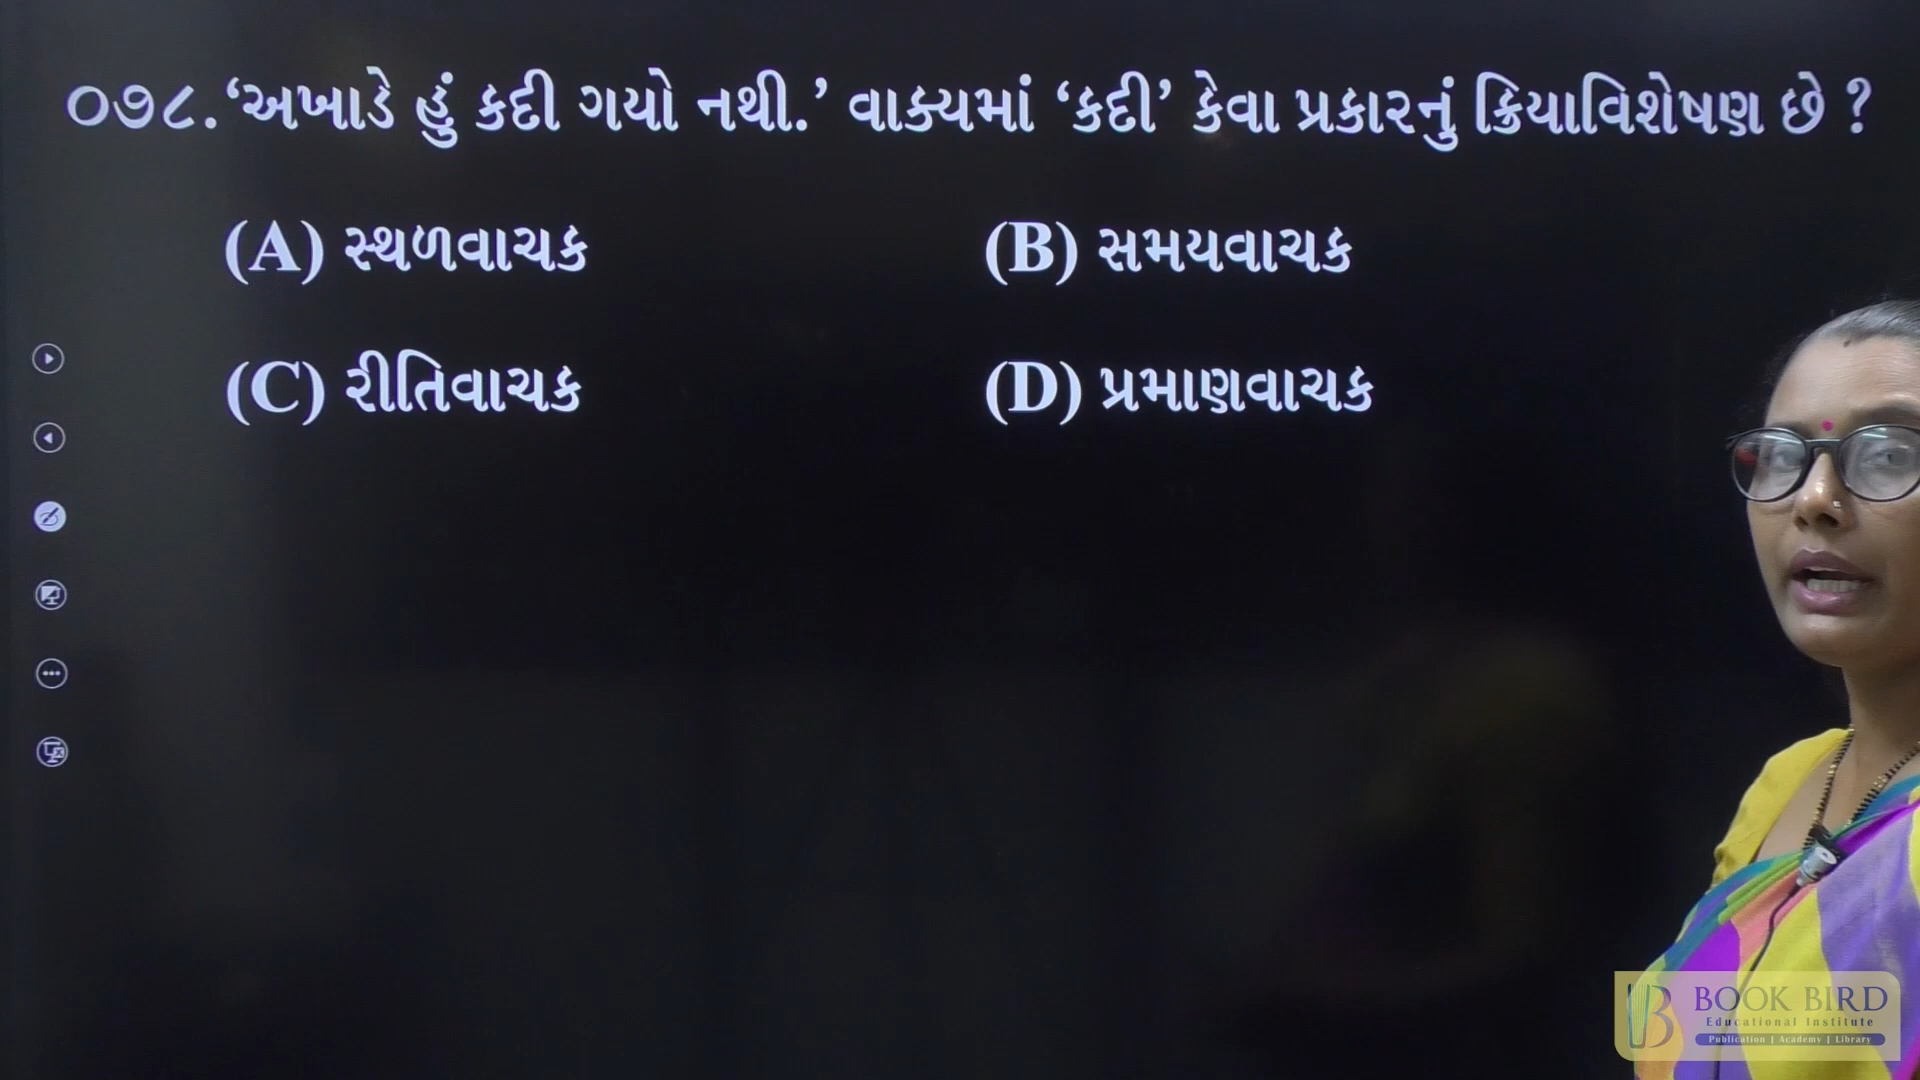 ૦૭૮. ‘અખાડે હું કદી ગયો નથી.’ વાક્યમાં ‘કદી’ કેવા પ્રકારનું ક્રિયાવિશેષણ છે ?
(A) સ્થળવાચક (B) સમયવાચક
(C) રીતિવાચક (D) પ્રમાણવાચક
BOOK BIRD
Educational Institute
Publication | Academy | Library